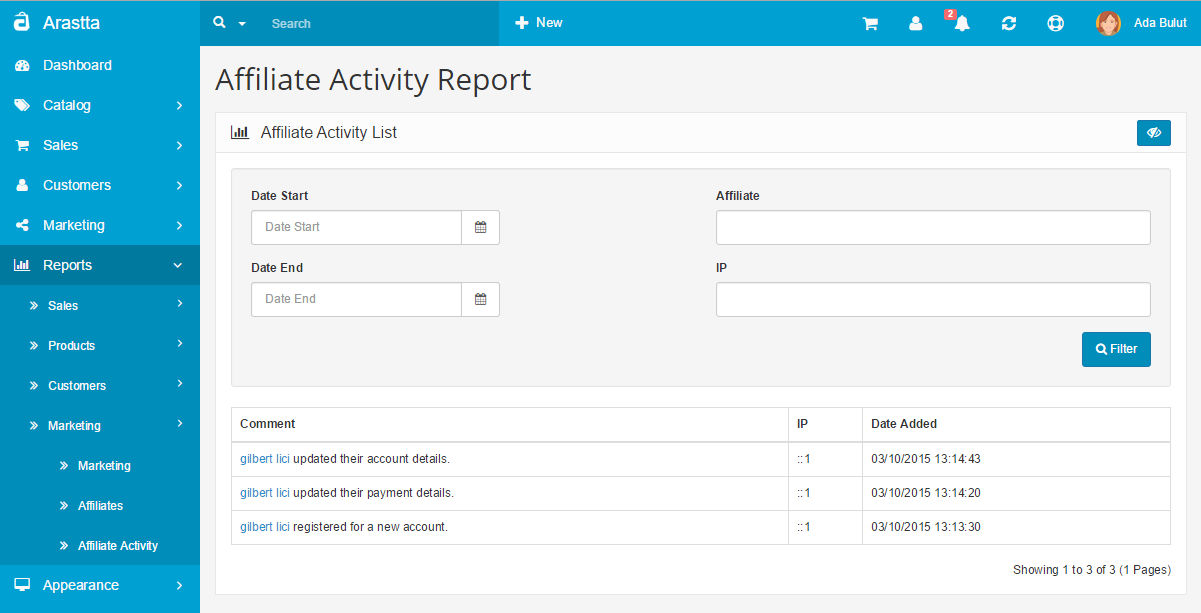 Arastta
Search
New
2
Ada Bulut
Dashboard
Catalog
Sales
Customers
Marketing
Reports
Sales
Products
Customers
Marketing
Marketing
Affiliates
Affiliate Activity
Appearance
Affiliate Activity Report
Affiliate Activity List
Date Start
Affiliate
Date Start
Date End
IP
Date End
Filter
Comment IP Date Added
gilbert lici updated their account details. ::1 03/10/2015 13:14:43
gilbert lici updated their payment details. ::1 03/10/2015 13:14:20
gilbert lici registered for a new account. ::1 03/10/2015 13:13:30
Showing 1 to 3 of 3 (1 Pages)